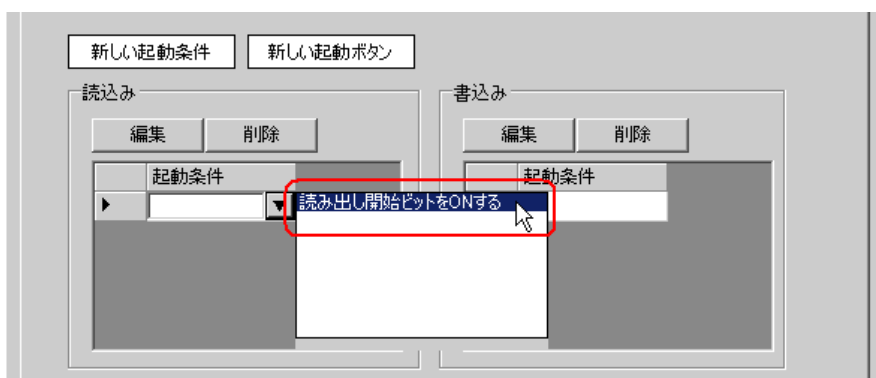 新しい起動条件
新しい起動ボタン
読込み
編集
削除
起動条件
読み出し開始ビットをONする
書込み
編集
削除
起動条件